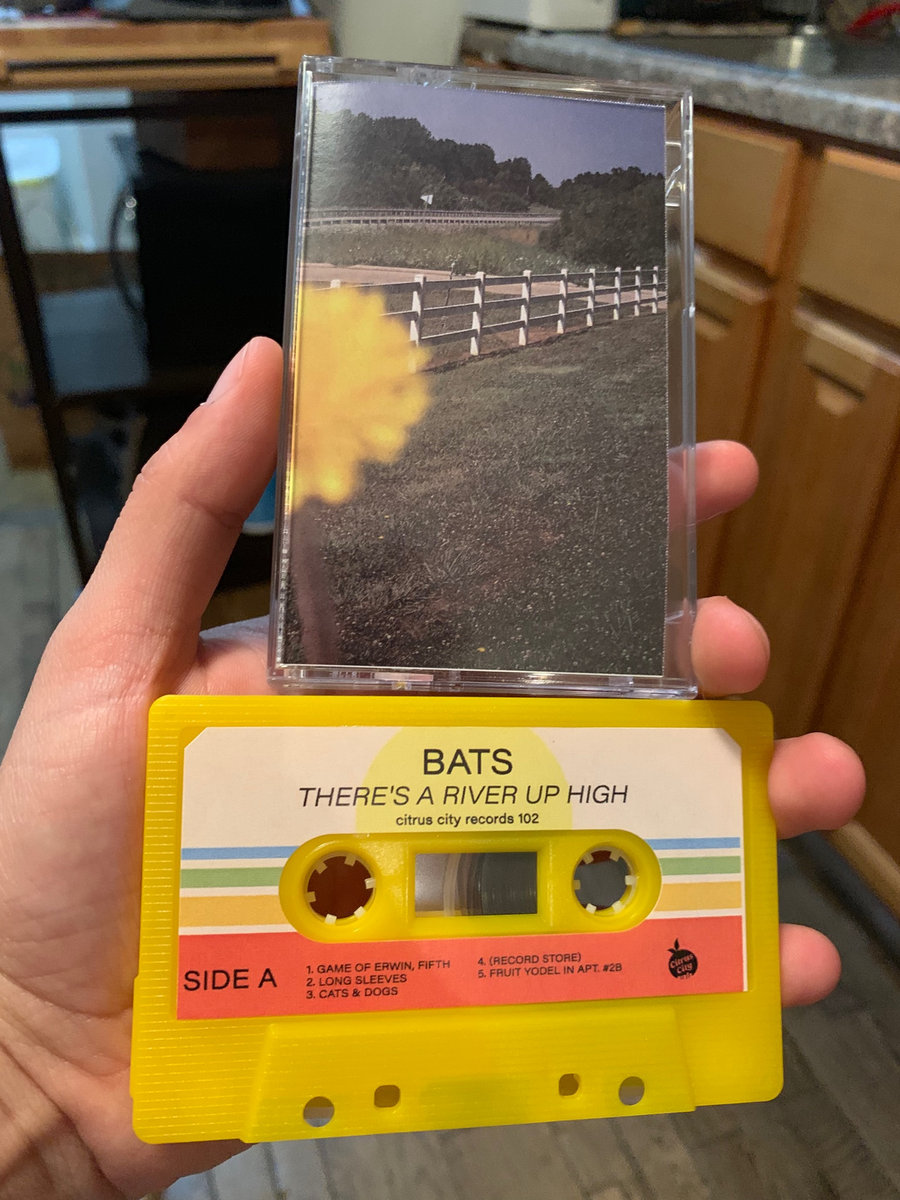 BATS
THERE'S A RIVER UP HIGH
citrus city records 102
SIDE A
1. GAME OF ERWIN, FIFTH
2. LONG SLEEVES
3. CATS & DOGS
4. (RECORD STORE)
5. FRUIT YODEL IN APT. #2B
Citrus
City